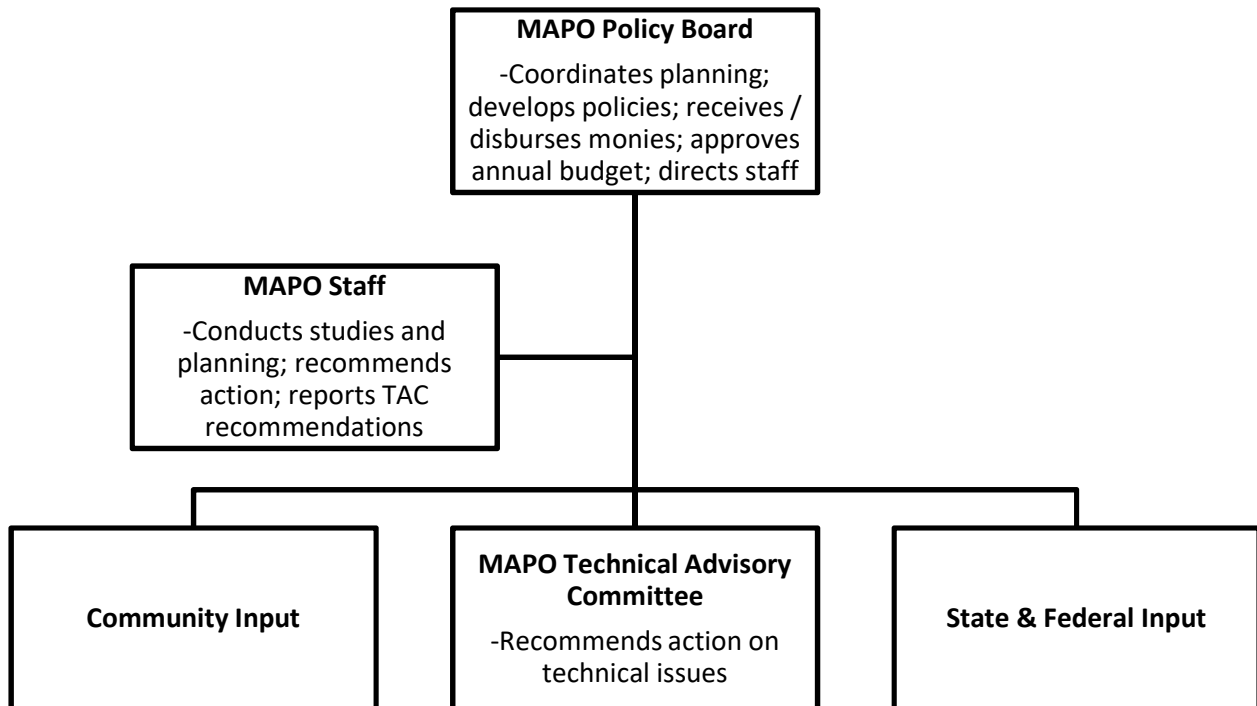 MAPO Policy Board
-Coordinates planning;
develops policies; receives /
disburses monies; approves
annual budget; directs staff
MAPO Staff
-Conducts studies and
planning; recommends
action; reports TAC
recommendations
Community Input
MAPO Technical Advisory
Committee
-Recommends action on
technical issues
State & Federal Input